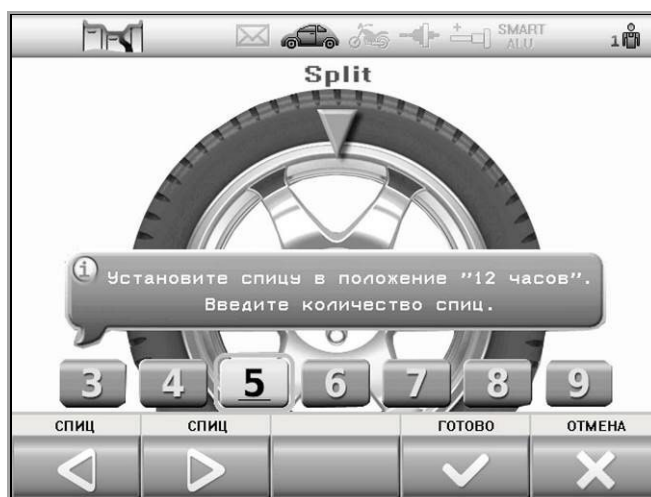 SMART
ALU
1
Split
Установите спицу в положение "12 часов".
Введите количество спиц.
3 4 5 6 7 8 9
СПИЦ СПИЦ ГОТОВО ОТМЕНА